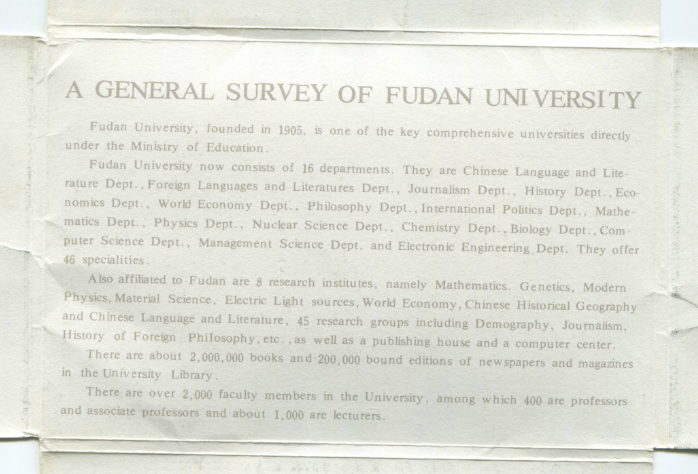 A GENERAL SURVEY OF FUDAN UNIVERSITY
Fudan University, founded in 1905, is one of the key comprehensive universities directly
under the Ministry of Education.
Fudan University now consists of 16 departments. They are Chinese Language and Lite-
rature Dept., Foreign Languages and Literatures Dept., Journalism Dept., History Dept., Eco-
nomics Dept., World Economy Dept., Philosophy Dept., International Politics Dept., Mathe-
matics Dept., Physics Dept., Nuclear Science Dept., Chemistry Dept., Biology Dept., Com-
puter Science Dept., Management Science Dept. and Electronic Engineering Dept. They offer
46 specialities.
Also affiliated to Fudan are 8 research institutes, namely Mathematics. Genetics, Modern
Physics, Material Science, Electric Light sources, World Economy, Chinese Historical Geography
and Chinese Language and Literature, 45 research groups including Demography, Journalism,
History of Foreign Philosophy, etc., as well as a publishing house and a computer center.
There are about 2,000,000 books and 200,000 bound editions of newspapers and magazines
in the University Library.
There are over 2,000 faculty members in the University, among which 400 are professors
and associate professors and about 1,000 are lecturers.